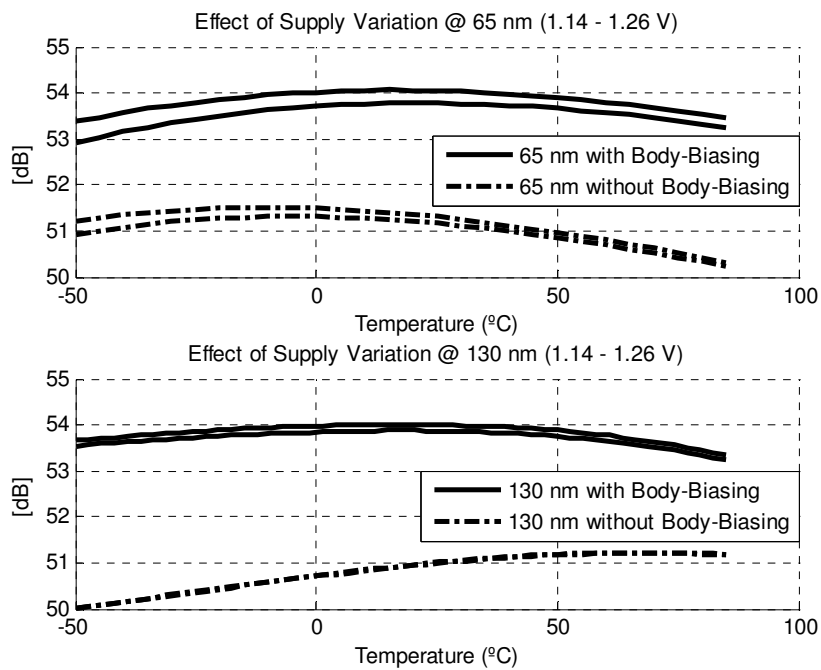 Effect of Supply Variation @ 65 nm (1.14 - 1.26 V)
55
54
53
52
51
50
[dB]
65 nm with Body-Biasing
65 nm without Body-Biasing
-50
0
50
100
Temperature (ºC)
Effect of Supply Variation @ 130 nm (1.14 - 1.26 V)
55
54
53
52
51
50
[dB]
130 nm with Body-Biasing
130 nm without Body-Biasing
-50
0
50
100
Temperature (ºC)